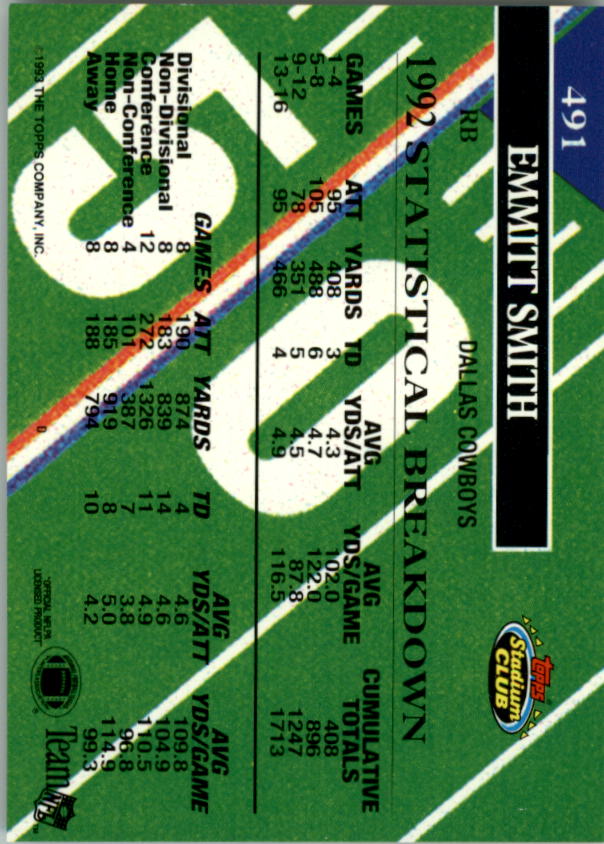 491
EMMITT SMITH
RB DALLAS COWBOYS
Topps
Stadium
CLUB
1992 STATISTICAL BREAKDOWN
GAMES ATT YARDS TD AVG YDS/ATT AVG YDS/GAME CUMULATIVE TOTALS
1-4 95 408 3 4.3 102.0 408
5-8 105 488 6 4.7 122.0 896
9-12 78 351 5 4.5 87.8 1247
13-16 95 466 4 4.9 116.5 1713
GAMES ATT YARDS TD AVG YDS/ATT AVG YDS/GAME
Divisional 8 190 874 4 4.6 109.8
Non-Divisional 8 183 839 14 4.6 104.9
Conference 12 272 1326 11 4.9 110.5
Non-Conference 4 101 387 7 3.8 96.8
Home 8 185 919 8 5.0 114.9
Away 8 188 794 10 4.2 99.3
©1993 THE TOPPS COMPANY, INC.
D
*OFFICIAL NFLPA
LICENSED PRODUCT
®
Team NFL™
50